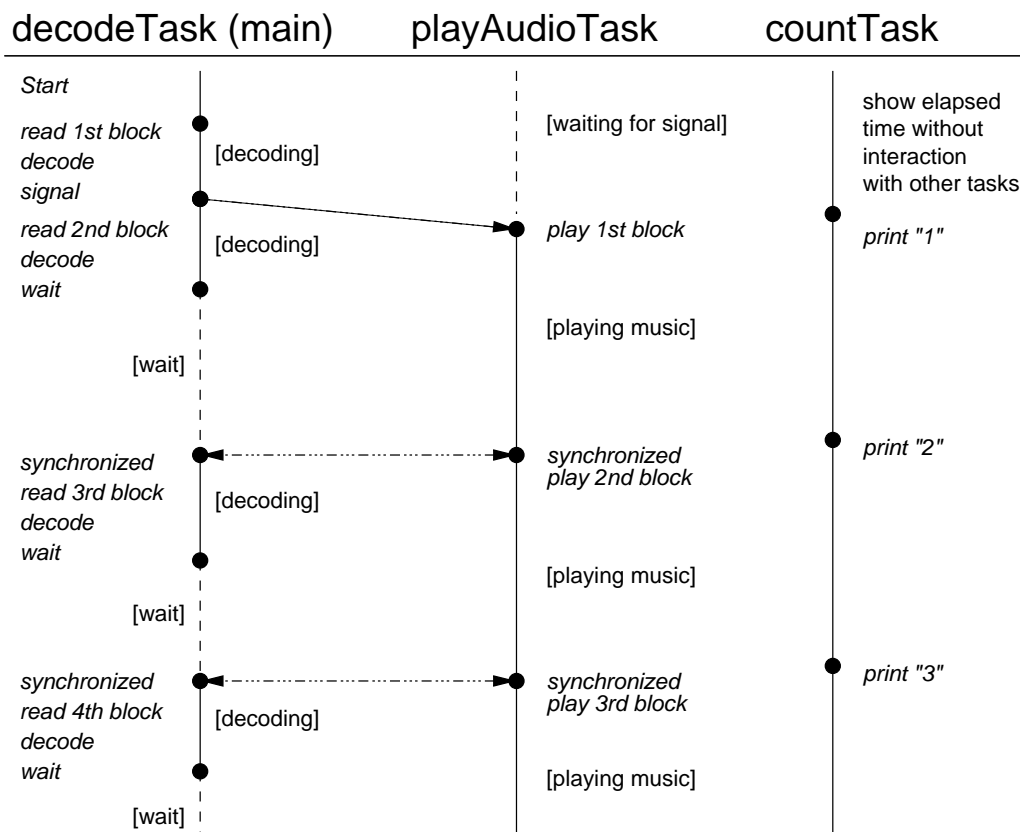 decodeTask (main)
playAudioTask
countTask
Start
read 1st block
decode
signal
read 2nd block
decode
wait
[decoding]
[decoding]
[wait]
synchronized
read 3rd block
decode
wait
[decoding]
[wait]
synchronized
read 4th block
decode
wait
[decoding]
[wait]
[waiting for signal]
play 1st block
[playing music]
synchronized
play 2nd block
[playing music]
synchronized
play 3rd block
[playing music]
show elapsed
time without
interaction
with other tasks
print "1"
print "2"
print "3"